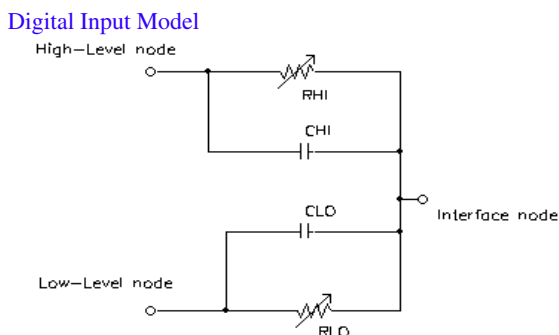 Digital Input Model
High-Level node
RHI
CHI
CLO
Interface node
Low-Level node
RLO